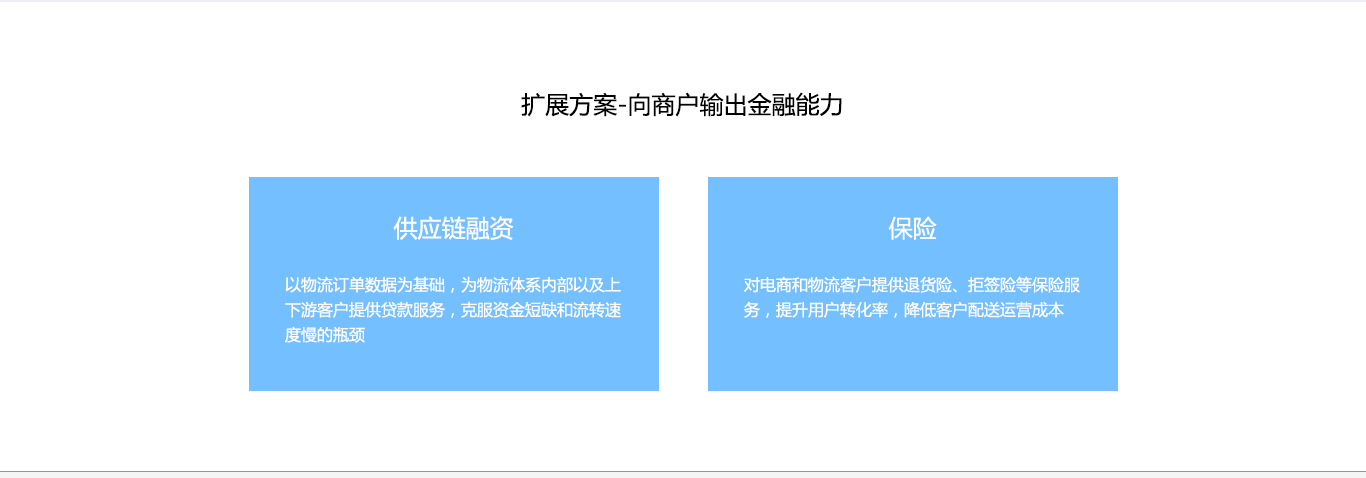 扩展方案-向商户输出金融能力
供应链融资
以物流订单数据为基础，为物流体系内部以及上
下游客户提供贷款服务，克服资金短缺和流转速
度慢的瓶颈
保险
对电商和物流客户提供退货险、拒签险等保险服
务，提升用户转化率，降低客户配送运营成本